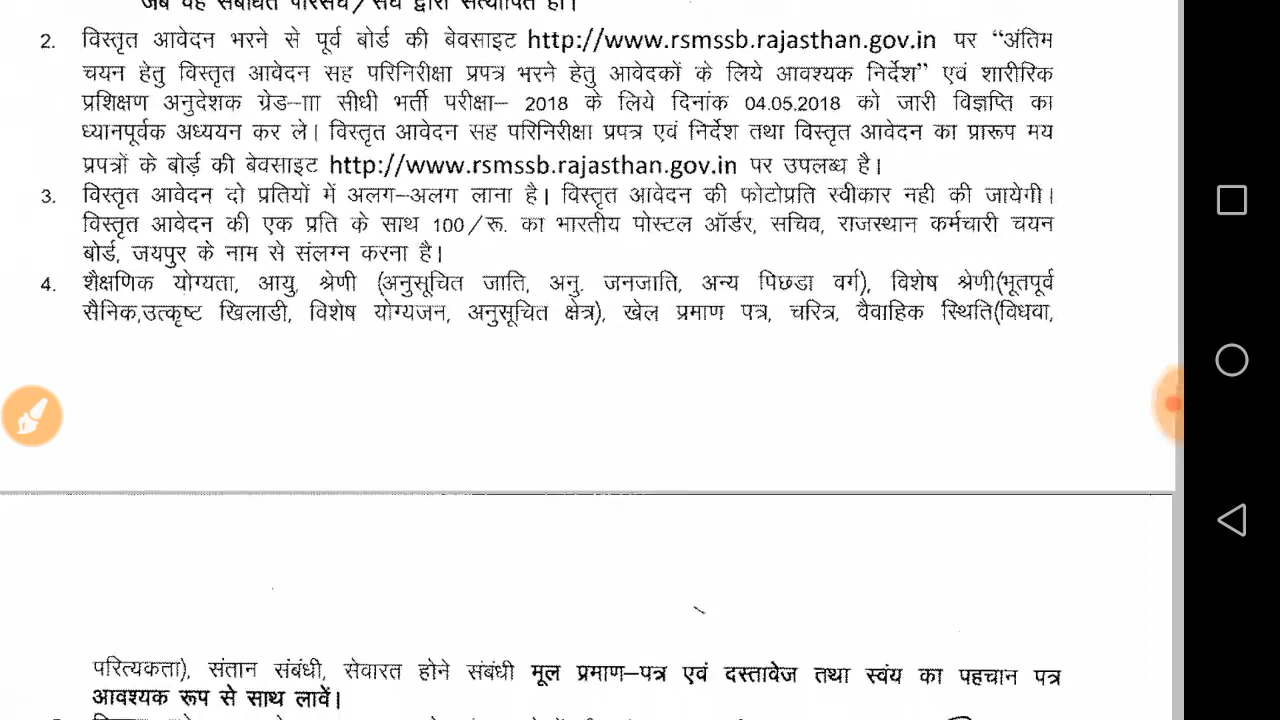 जब वह संबंधित परिसंघ/संघ द्वारा सत्यापित हो।
2. विस्तृत आवेदन भरने से पूर्व बोर्ड की बेवसाइट http://www.rsmssb.rajasthan.gov.in पर “अंतिम
चयन हेतु विस्तृत आवेदन सह परिनिरीक्षा प्रपत्र भरने हेतु आवेदकों के लिये आवश्यक निर्देश” एवं शारीरिक
प्रशिक्षण अनुदेशक ग्रेड–III सीधी भर्ती परीक्षा– 2018 के लिये दिनांक 04.05.2018 को जारी विज्ञप्ति का
ध्यानपूर्वक अध्ययन कर ले। विस्तृत आवेदन सह परिनिरीक्षा प्रपत्र एवं निर्देश तथा विस्तृत आवेदन का प्रारूप मय
प्रपत्रों के बोर्ड़ की बेवसाइट http://www.rsmssb.rajasthan.gov.in पर उपलब्ध है।
3. विस्तृत आवेदन दो प्रतियों में अलग–अलग लाना है। विस्तृत आवेदन की फोटोप्रति स्वीकार नही की जायेगी।
विस्तृत आवेदन की एक प्रति के साथ 100/रू. का भारतीय पोस्टल ऑर्डर, सचिव, राजस्थान कर्मचारी चयन
बोर्ड, जयपुर के नाम से संलग्न करना है।
4. शैक्षणिक योग्यता, आयु, श्रेणी (अनुसूचित जाति, अनु. जनजाति, अन्य पिछडा वर्ग), विशेष श्रेणी(भूतपूर्व
सैनिक,उत्कृष्ट खिलाडी, विशेष योग्यजन, अनुसूचित क्षेत्र), खेल प्रमाण पत्र, चरित्र, वैवाहिक स्थिति(विधवा,
परित्यकता), संतान संबंधी, सेवारत होने संबंधी मूल प्रमाण–पत्र एवं दस्तावेज तथा स्वंय का पहचान पत्र
आवश्यक रूप से साथ लावें।